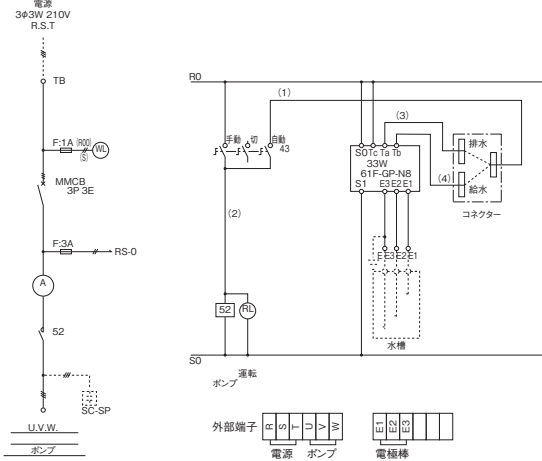 電源
3φ3W 210V
R.S.T
TB
F:1A (R00)
(S)
WL
MMCB
3P 3E
F:3A
RS-0
A
52
SC-SP
U.V.W.
ポンプ
R0
(1)
手動
切
自動
43
(2)
52
RL
ポンプ
運転
S0
S0 Tc Ta Tb
33W
61F-GP-N8
S1 E3 E2 E1
(3)
(4)
排水
給水
コネクター
E E3 E2 E1
水槽
外部端子
R S T U V W
電源 ポンプ
E1 E2 E3
電極棒